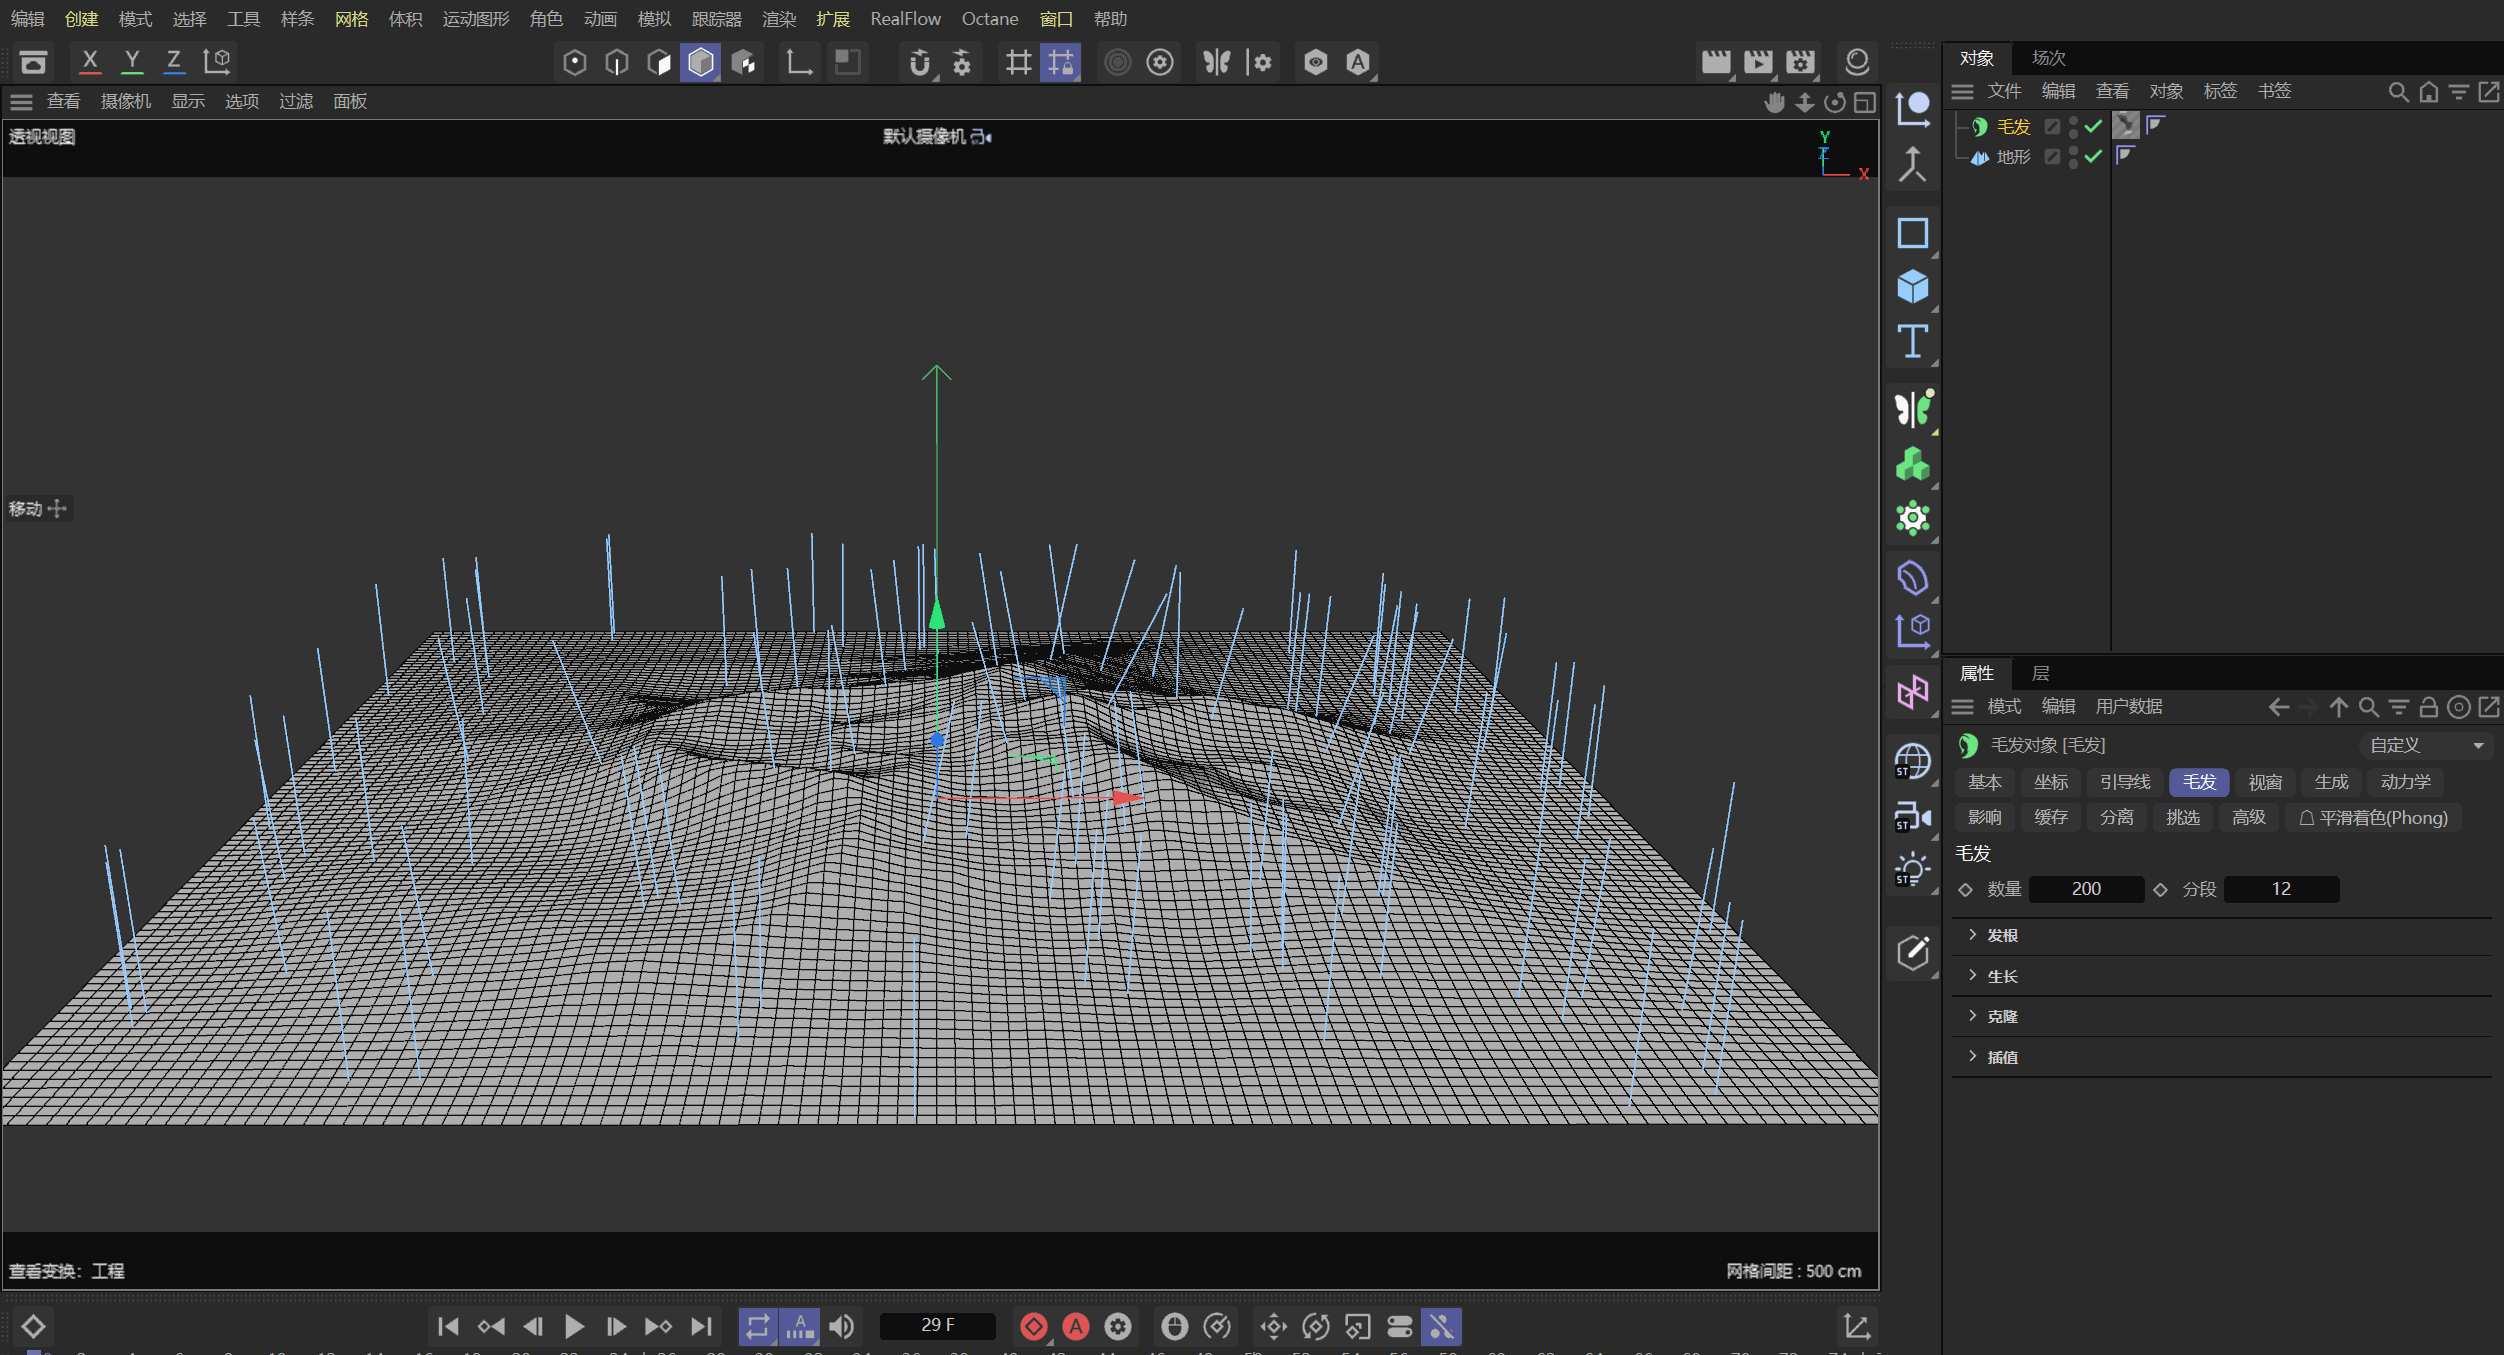 编辑 创建 模式 选择 工具 样条 网格 体积 运动图形 角色 动画 模拟 跟踪器 渲染 扩展 RealFlow Octane 窗口 帮助
X Y Z
查看 摄像机 显示 选项 过滤 面板
透视视图
默认摄像机
Y
Z
X
移动
查看变换：工程
网格间距 : 500 cm
对象 场次
文件 编辑 查看 对象 标签 书签
毛发
地形
属性 层
模式 编辑 用户数据
毛发对象 [毛发]
自定义
基本 坐标 引导线 毛发 视窗 生成 动力学
影响 缓存 分离 挑选 高级 平滑着色(Phong)
毛发
数量 200 分段 12
发根
生长
克隆
插值
ST
ST
ST
29 F